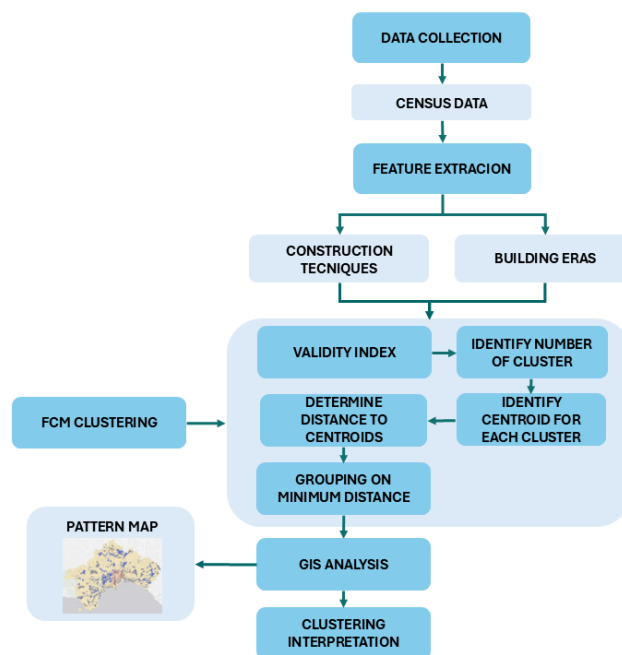 DATA COLLECTION
CENSUS DATA
FEATURE EXTRACION
CONSTRUCTION
TECNIQUES
BUILDING ERAS
VALIDITY INDEX
IDENTIFY NUMBER
OF CLUSTER
FCM CLUSTERING
DETERMINE
DISTANCE TO
CENTROIDS
IDENTIFY
CENTROID FOR
EACH CLUSTER
GROUPING ON
MINIMUM DISTANCE
PATTERN MAP
GIS ANALYSIS
CLUSTERING
INTERPRETATION